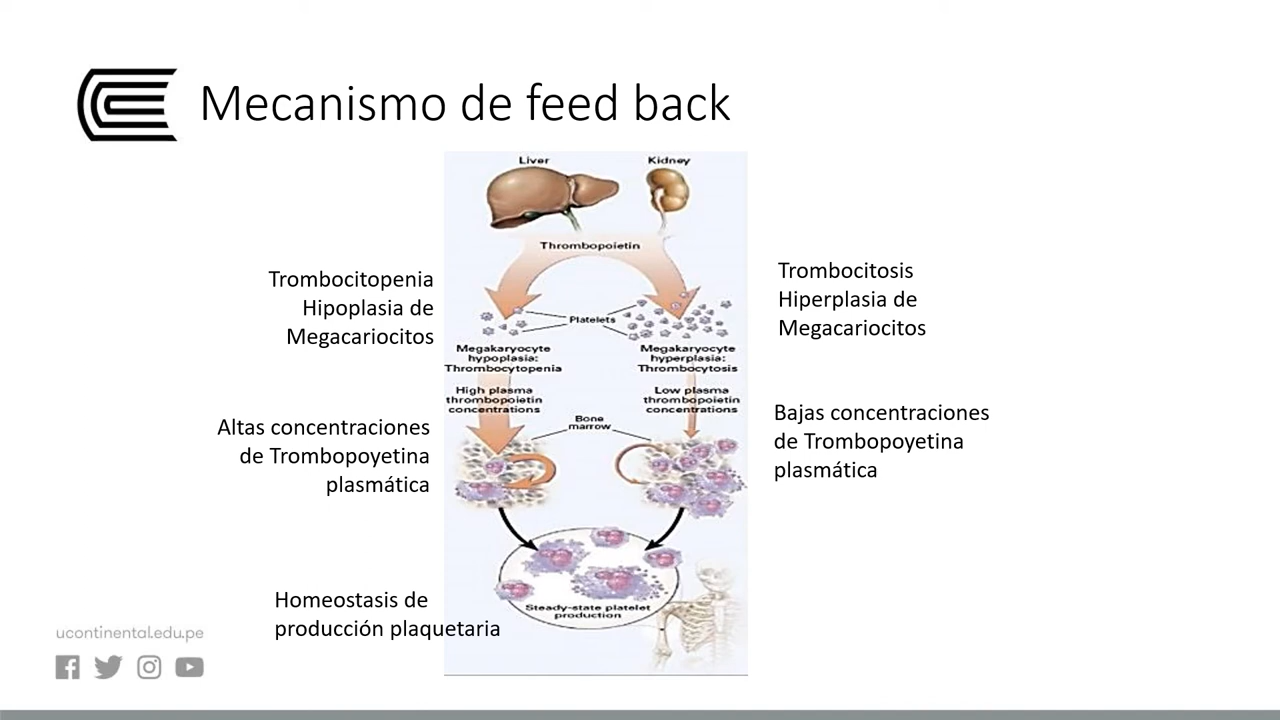 Mecanismo de feed back
Liver
Kidney
Thrombopoietin
Trombocitopenia
Hipoplasia de
Megacariocitos
Trombocitosis
Hiperplasia de
Megacariocitos
Platelets
Megakaryocyte
hypoplasia:
Thrombocytopenia
Megakaryocyte
hyperplasia:
Thrombocytosis
High plasma
thrombopoietin
concentrations
Low plasma
thrombopoietin
concentrations
Altas concentraciones
de Trombopoyetina
plasmática
Bone
marrow
Bajas concentraciones
de Trombopoyetina
plasmática
Homeostasis de
producción plaquetaria
Steady-state platelet
production
ucontinental.edu.pe